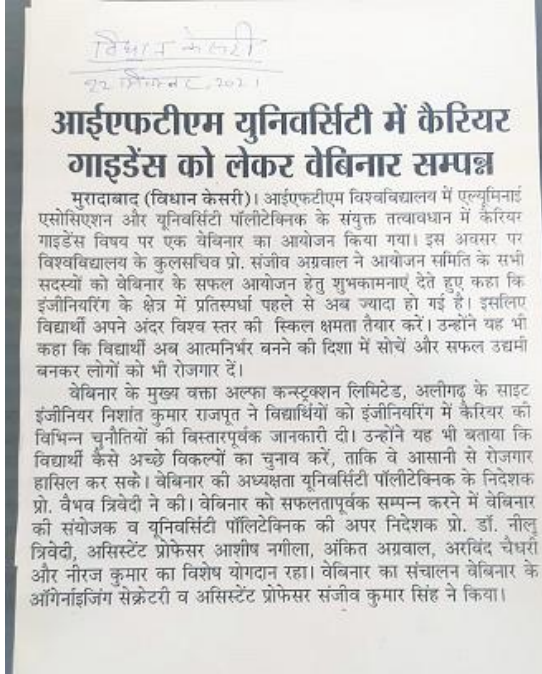 विधान केसरी
22 सितम्बर, 2021
आईएफटीएम युनिवर्सिटी में कैरियर
गाइडेंस को लेकर वेबिनार सम्पन्न
मुरादाबाद (विधान केसरी)। आईएफटीएम विश्वविद्यालय में एल्यूमिनाई
एसोसिएशन और यूनिवर्सिटी पॉलीटेक्निक के संयुक्त तत्वावधान में कैरियर
गाइडेंस विषय पर एक वेबिनार का आयोजन किया गया। इस अवसर पर
विश्वविद्यालय के कुलसचिव प्रो. संजीव अग्रवाल ने आयोजन समिति के सभी
सदस्यों को वेबिनार के सफल आयोजन हेतु शुभकामनाएं देते हुए कहा कि
इंजीनियरिंग के क्षेत्र में प्रतिस्पर्धा पहले से अब ज्यादा हो गई है। इसलिए
विद्यार्थी अपने अंदर विश्व स्तर की स्किल क्षमता तैयार करें। उन्होंने यह भी
कहा कि विद्यार्थी अब आत्मनिर्भर बनने की दिशा में सोचें और सफल उद्यमी
बनकर लोगों को भी रोजगार दें।
वेबिनार के मुख्य वक्ता अल्फा कन्स्ट्रक्शन लिमिटेड, अलीगढ़ के साइट
इंजीनियर निशांत कुमार राजपूत ने विद्यार्थियों को इंजीनियरिंग में कैरियर की
विभिन्न चुनौतियों की विस्तारपूर्वक जानकारी दी। उन्होंने यह भी बताया कि
विद्यार्थी कैसे अच्छे विकल्पों का चुनाव करें, ताकि वे आसानी से रोजगार
हासिल कर सकें। वेबिनार की अध्यक्षता यूनिवर्सिटी पॉलीटेक्निक के निदेशक
प्रो. वैभव त्रिवेदी ने की। वेबिनार को सफलतापूर्वक सम्पन्न करने में वेबिनार
की संयोजक व यूनिवर्सिटी पॉलिटेक्निक की अपर निदेशक प्रो. डॉ. नीलु
त्रिवेदी, असिस्टेंट प्रोफेसर आशीष नगीला, अंकित अग्रवाल, अरविंद चैधरी
और नीरज कुमार का विशेष योगदान रहा। वेबिनार का संचालन वेबिनार के
ऑगेर्नाइजिंग सेक्रेटरी व असिस्टेंट प्रोफेसर संजीव कुमार सिंह ने किया।